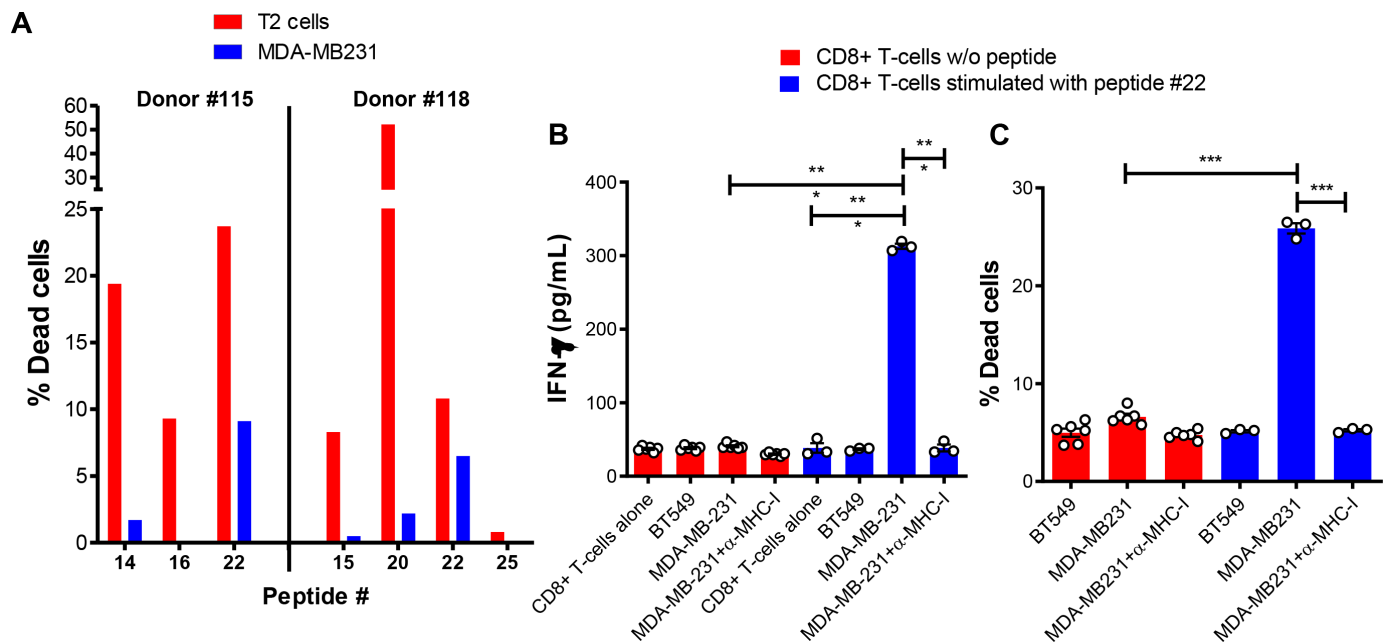 A
T2 cells
MDA-MB231
Donor #115
Donor #118
60
50
40
30
25
20
15
10
5
0
% Dead cells
14
16
22
15
20
22
25
Peptide #
CD8+ T-cells w/o peptide
CD8+ T-cells stimulated with peptide #22
B
**
*
**
*
**
*
400
300
200
100
0
IFN-γ (pg/mL)
CD8+ T-cells alone
BT549
MDA-MB-231
MDA-MB-231+α-MHC-I
CD8+ T-cells alone
BT549
MDA-MB-231
MDA-MB-231+α-MHC-I
C
***
***
30
20
10
0
% Dead cells
BT549
MDA-MB231
MDA-MB231+α-MHC-I
BT549
MDA-MB231
MDA-MB231+α-MHC-I